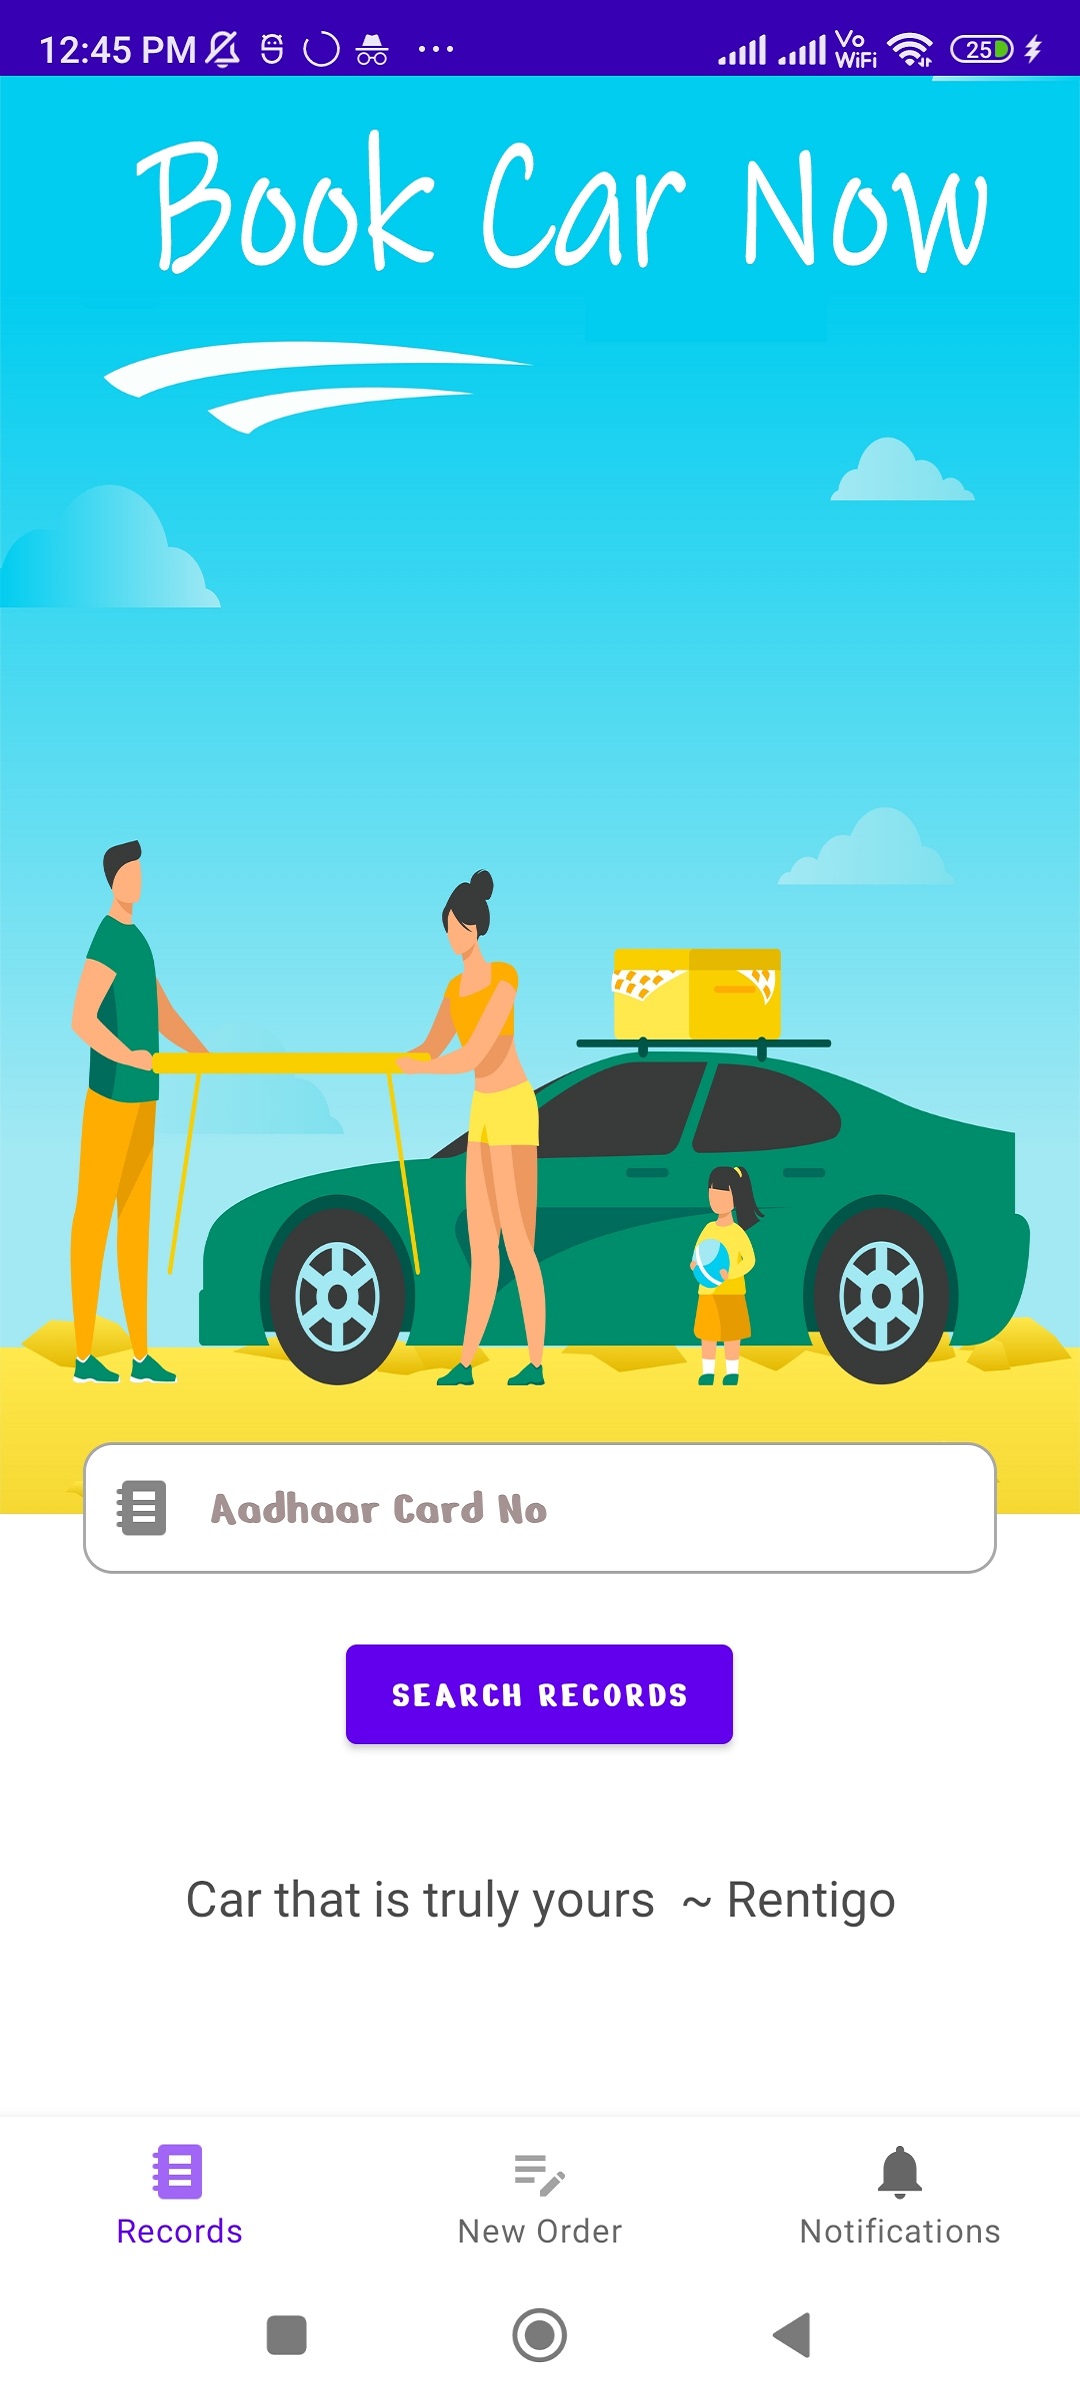 12:45 PM
Vo
WiFi
25
Book Car Now
Aadhaar Card No
SEARCH RECORDS
Car that is truly yours ~ Rentigo
Records
New Order
Notifications